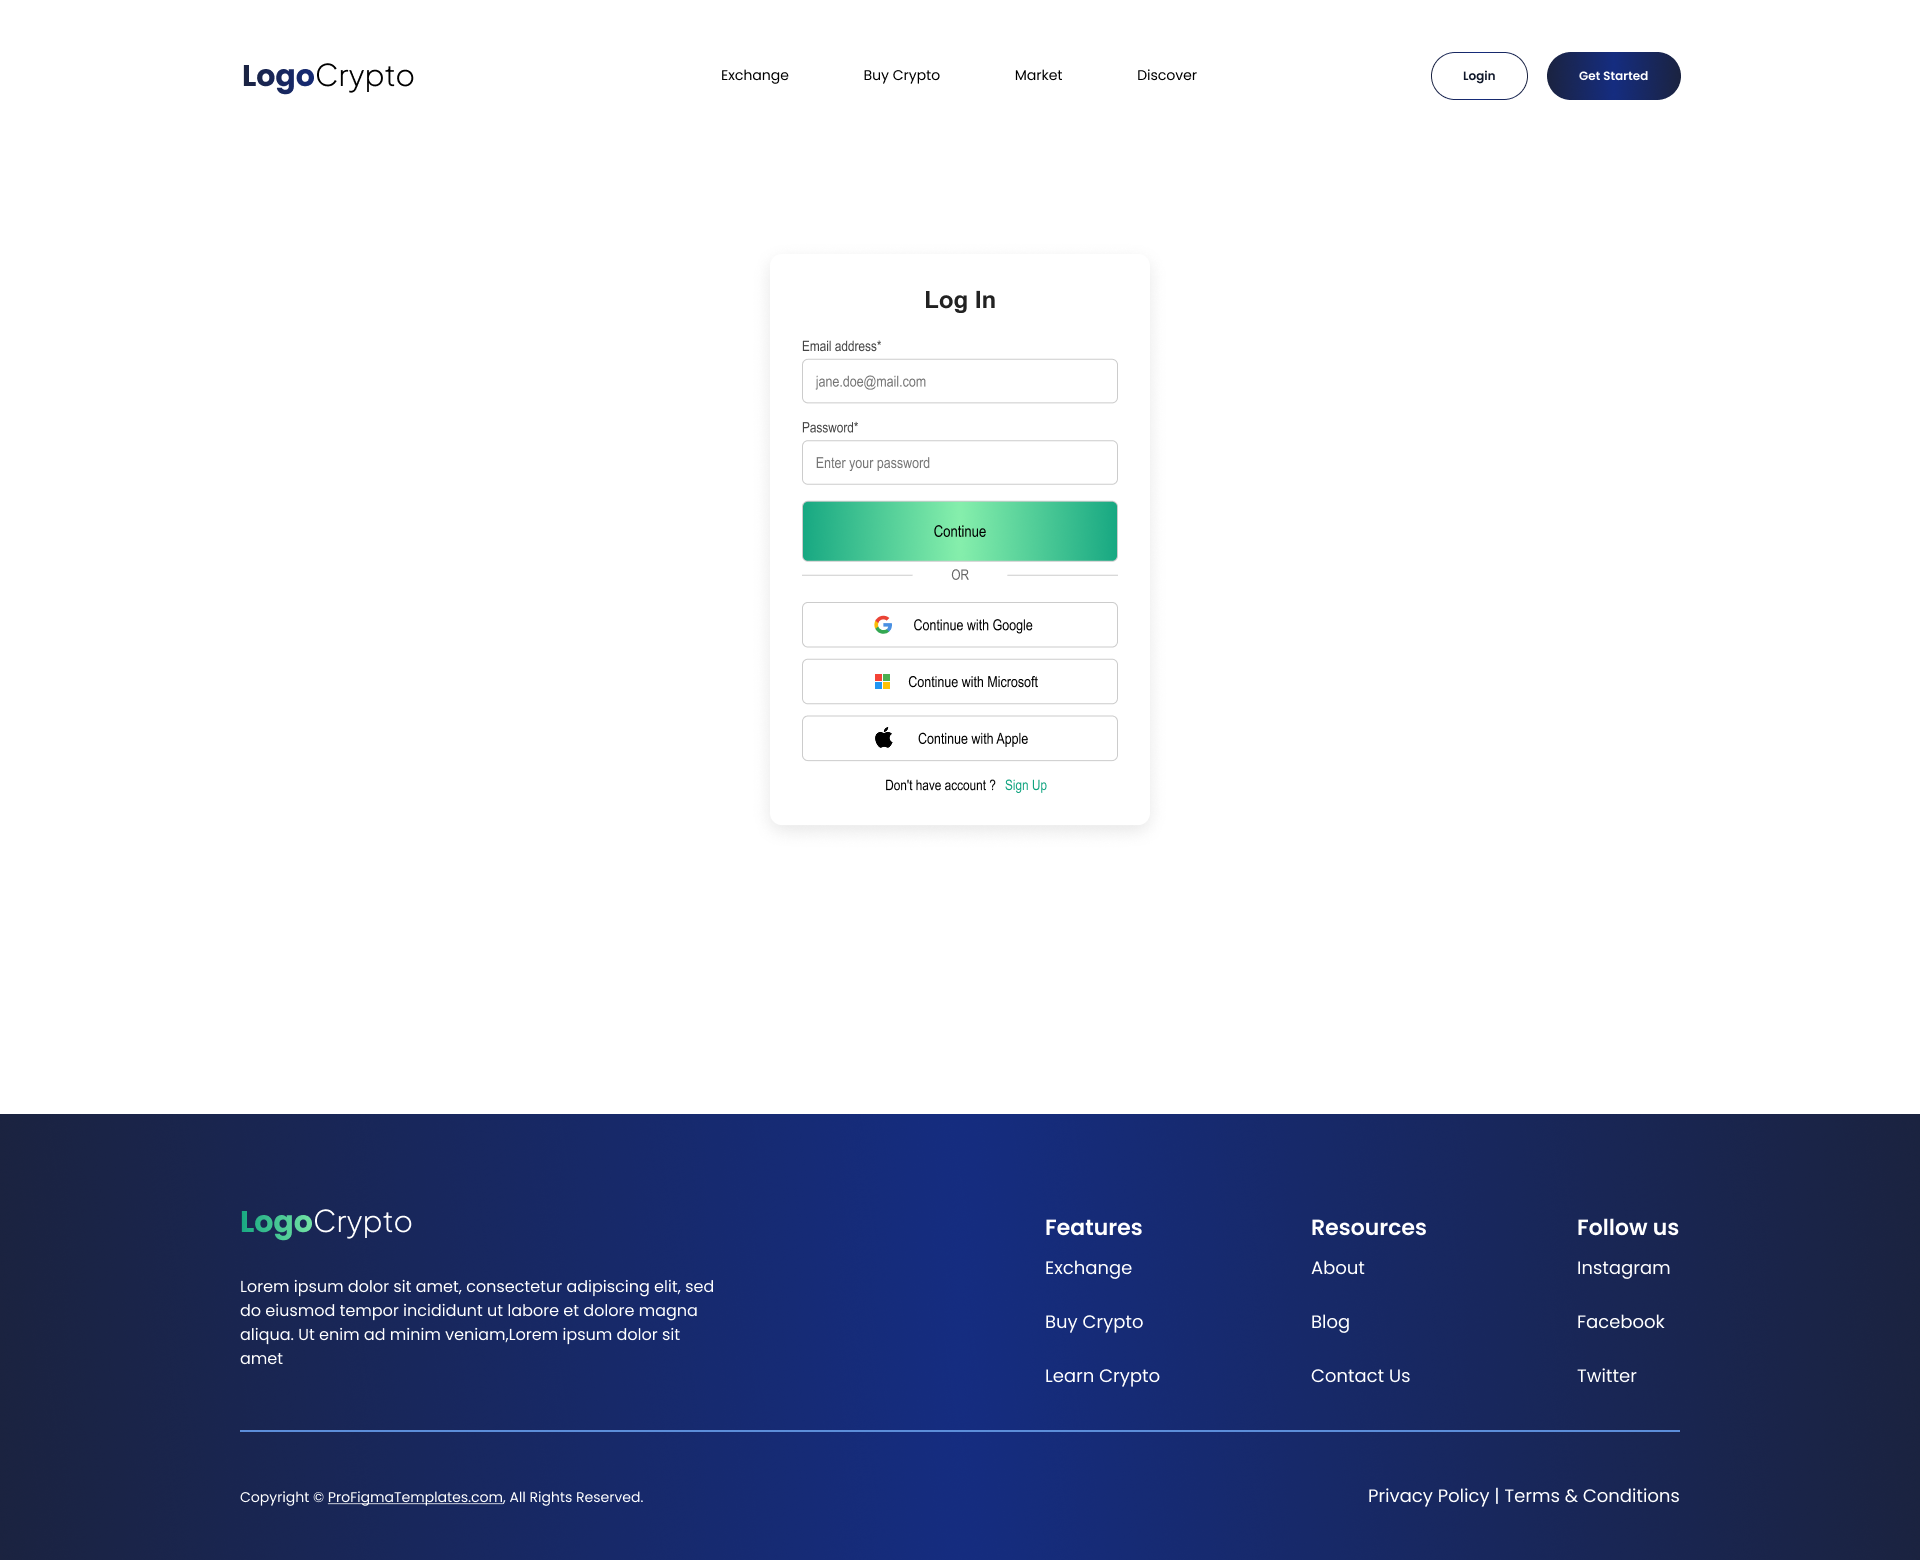 LogoCrypto
Exchange
Buy Crypto
Market
Discover
Login
Get Started
Log In
Email address*
jane.doe@mail.com
Password*
Enter your password
Continue
OR
Continue with Google
Continue with Microsoft
Continue with Apple
Don't have account ? Sign Up
LogoCrypto
Lorem ipsum dolor sit amet, consectetur adipiscing elit, sed
do eiusmod tempor incididunt ut labore et dolore magna
aliqua. Ut enim ad minim veniam,Lorem ipsum dolor sit
amet
Features
Exchange
Buy Crypto
Learn Crypto
Resources
About
Blog
Contact Us
Follow us
Instagram
Facebook
Twitter
Copyright © ProFigmaTemplates.com, All Rights Reserved.
Privacy Policy | Terms & Conditions